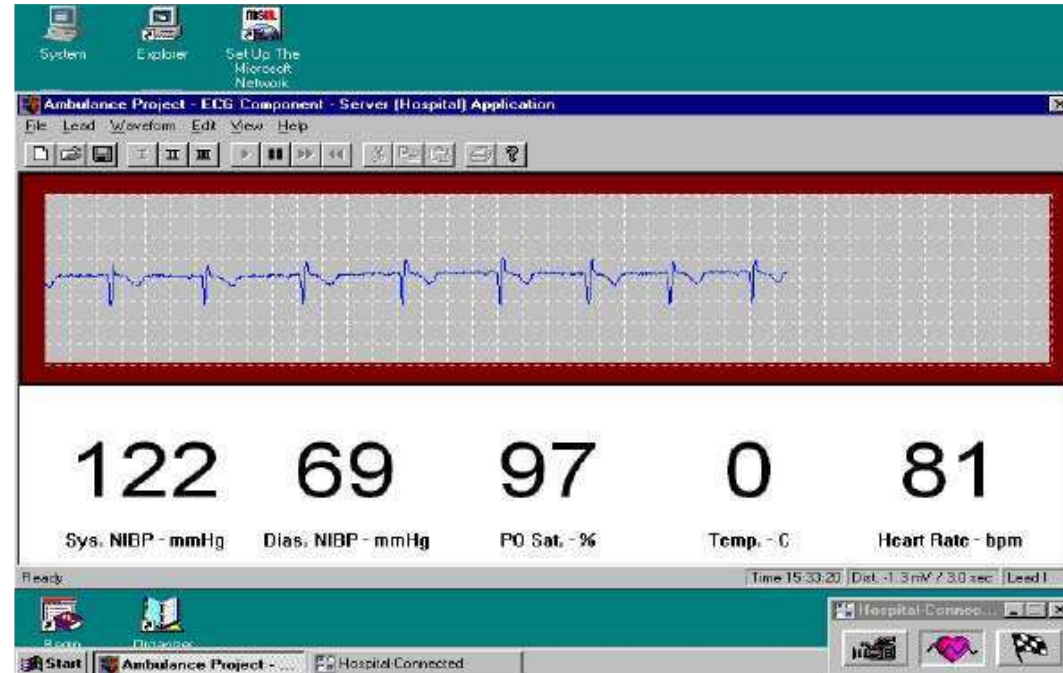 System Explorer Set Up The
Microsoft
Network
Ambulance Project - ECG Component - Server (Hospital) Application
File Lead Waveform Edit View Help
I II III
122 69 97 0 81
Sys. NIBP - mmHg Dias. NIBP - mmHg PO Sat. - % Temp. - C Heart Rate - bpm
Ready Time 15:33:20 Dist. -1.3 mV / 3.0 sec Lead I
Hospital-Connec...
Organizer
Start Ambulance Project - ... Hospital-Connected